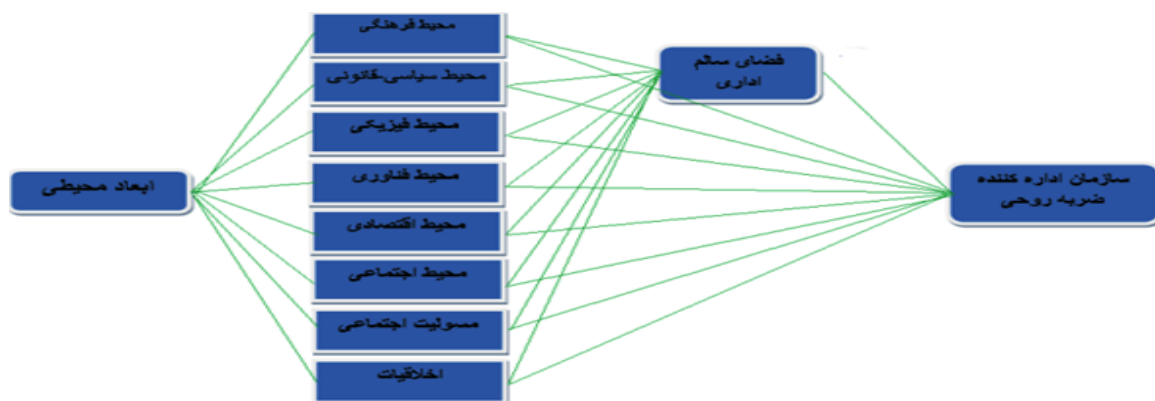 محیط فرهنگی
محیط سیاسی-قانونی
محیط فیزیکی
محیط فناوری
محیط اقتصادی
محیط اجتماعی
مسولیت اجتماعی
اخلاقیات
ابعاد محیطی
فضای سالم
اداری
سازمان اداره کننده
ضربه روحی